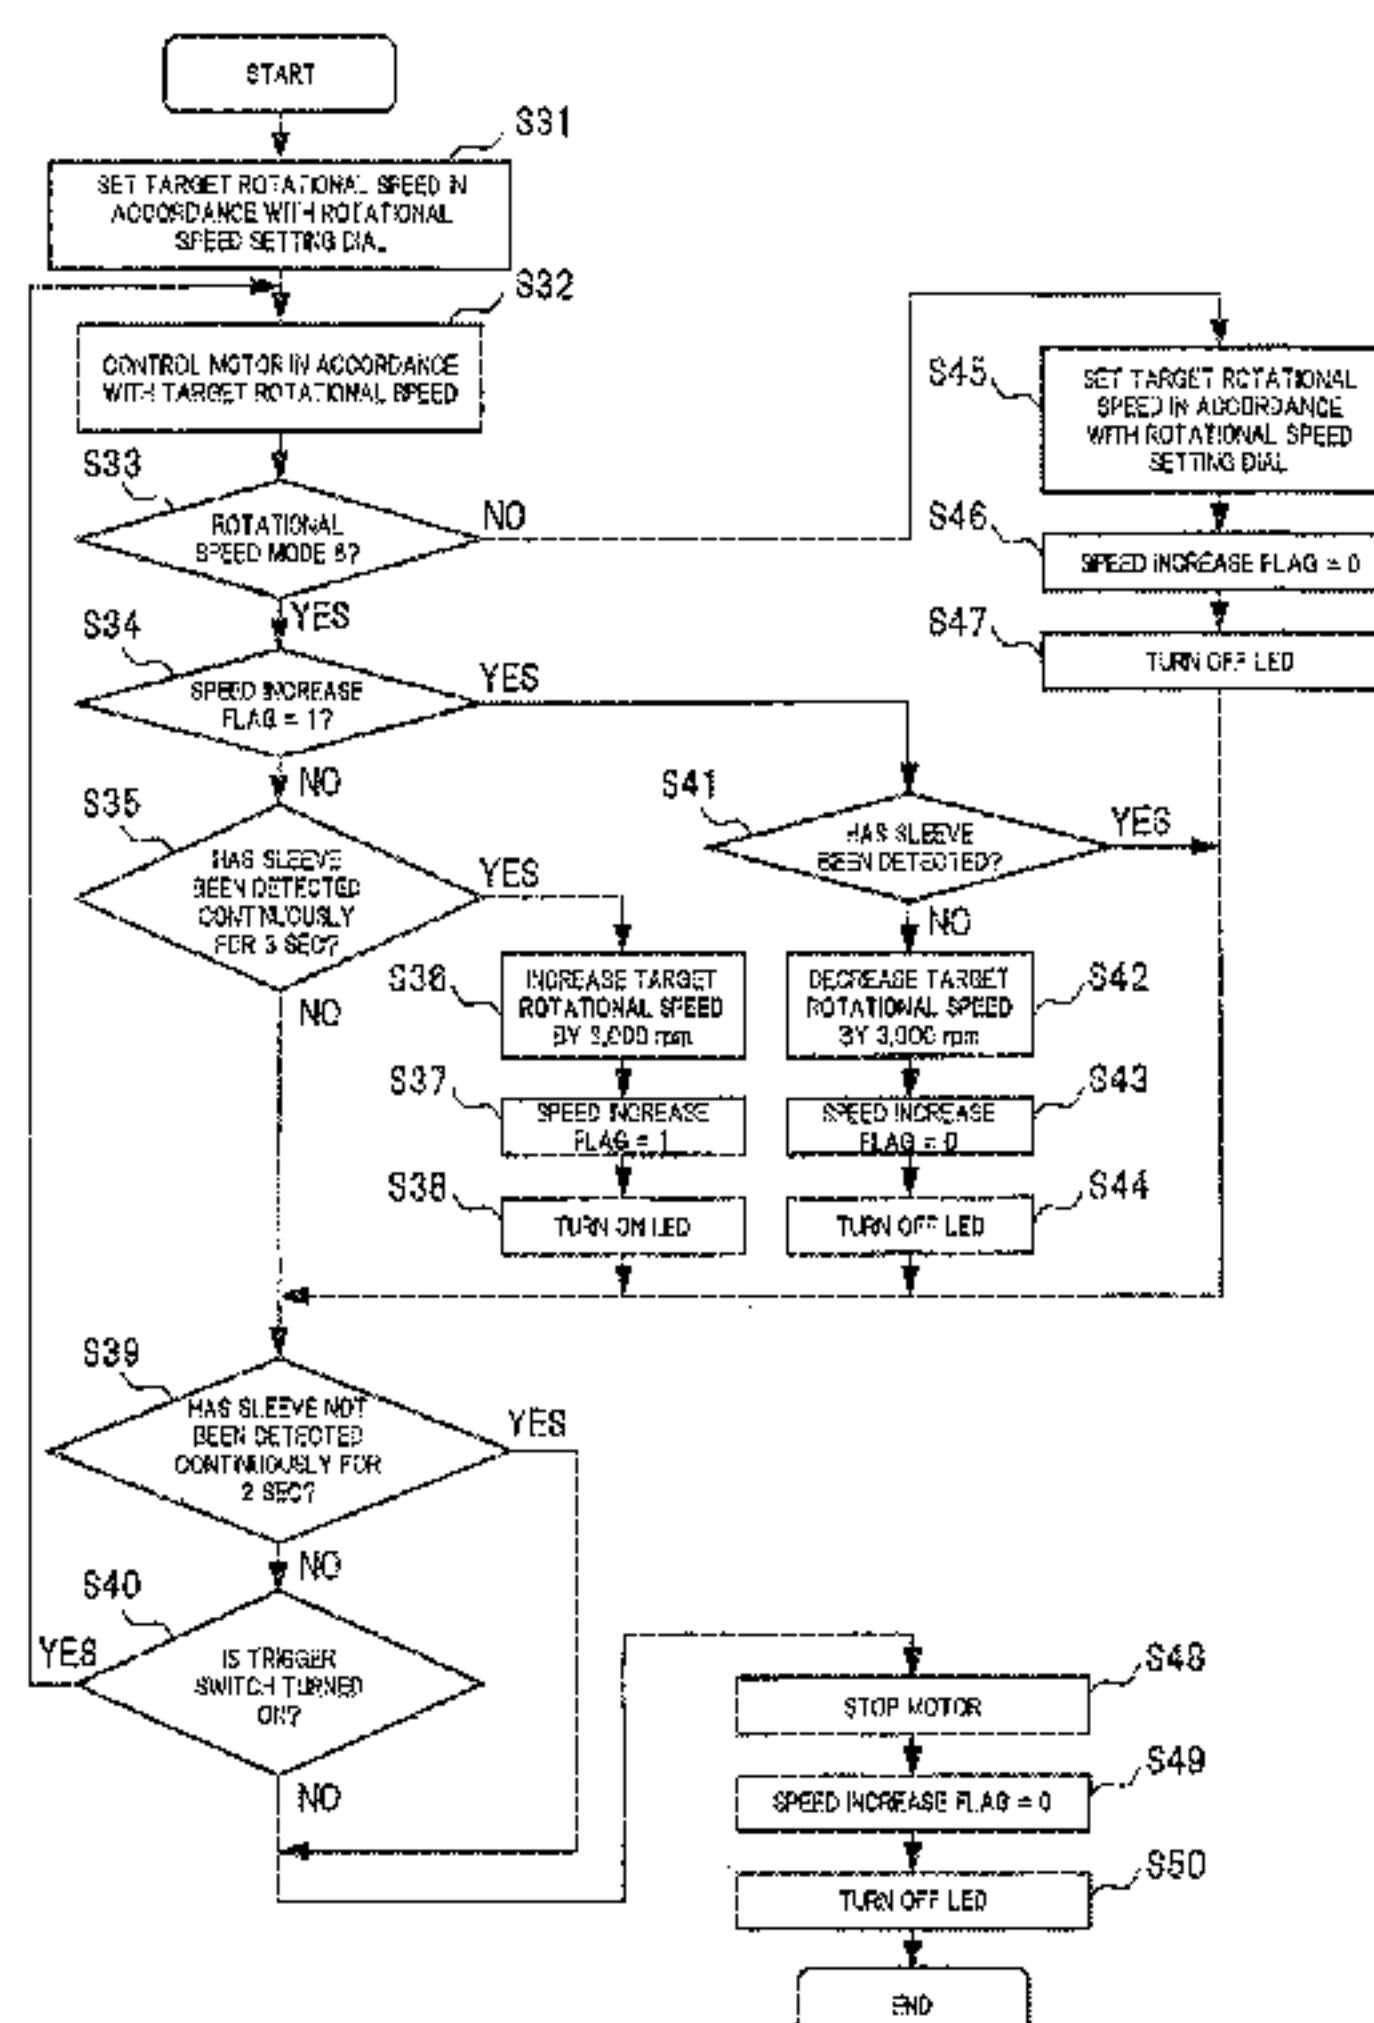 START
S31
SET TARGET ROTATIONAL SPEED IN
ACCORDANCE WITH ROTATIONAL
SPEED SETTING DIAL
S32
CONTROL MOTOR IN ACCORDANCE
WITH TARGET ROTATIONAL SPEED
S33
ROTATIONAL
SPEED MODE ?
NO
YES
S45
SET TARGET ROTATIONAL
SPEED IN ACCORDANCE
WITH ROTATIONAL SPEED
SETTING DIAL
S46
SPEED INCREASE FLAG = 0
S47
TURN OFF LED
S34
SPEED INCREASE
FLAG = 1?
YES
NO
S35
HAS SLEEVE
BEEN DETECTED
CONTINUOUSLY
FOR 3 SEC?
YES
NO
S41
HAS SLEEVE
BEEN DETECTED?
YES
NO
S36
INCREASE TARGET
ROTATIONAL SPEED
BY 3,000 rpm
S37
SPEED INCREASE
FLAG = 1
S38
TURN ON LED
S42
DECREASE TARGET
ROTATIONAL SPEED
BY 3,000 rpm
S43
SPEED INCREASE
FLAG = 0
S44
TURN OFF LED
S39
HAS SLEEVE NOT
BEEN DETECTED
CONTINUOUSLY FOR
2 SEC?
YES
NO
S40
IS TRIGGER
SWITCH TURNED
ON?
YES
NO
S48
STOP MOTOR
S49
SPEED INCREASE FLAG = 0
S50
TURN OFF LED
END